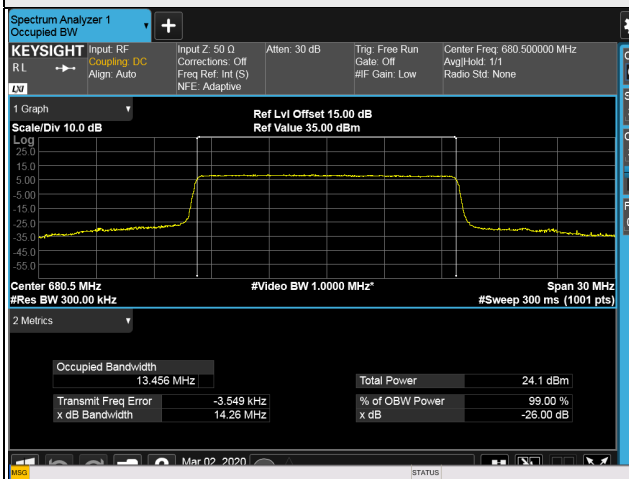 Spectrum Analyzer 1
Occupied BW
+
KEYSIGHT
RL
LXI
Input: RF
Coupling: DC
Align: Auto
Input Z: 50 Ω
Corrections: Off
Freq Ref: Int (S)
NFE: Adaptive
Atten: 30 dB
Trig: Free Run
Gate: Off
#IF Gain: Low
Center Freq: 680.500000 MHz
Avg|Hold: 1/1
Radio Std: None
1 Graph
Scale/Div 10.0 dB
Ref Lvl Offset 15.00 dB
Ref Value 35.00 dBm
Log
25.0
15.0
5.00
-5.00
-15.0
-25.0
-35.0
-45.0
-55.0
Center 680.5 MHz
#Res BW 300.00 kHz
#Video BW 1.0000 MHz*
Span 30 MHz
#Sweep 300 ms (1001 pts)
2 Metrics
Occupied Bandwidth
13.456 MHz
Transmit Freq Error -3.549 kHz
x dB Bandwidth 14.26 MHz
Total Power 24.1 dBm
% of OBW Power 99.00 %
x dB -26.00 dB
Mar 02, 2020
MSG
STATUS